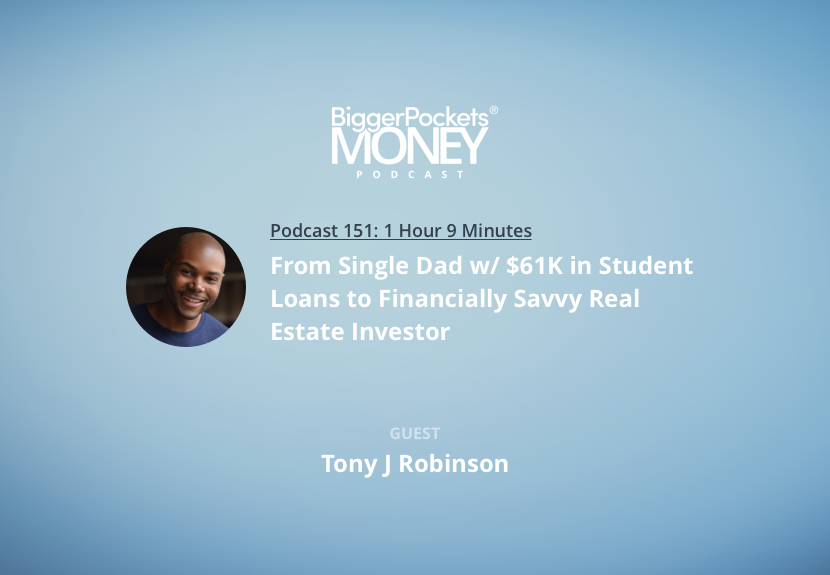 BiggerPockets®
MONEY
PODCAST
Podcast 151: 1 Hour 9 Minutes
From Single Dad w/ $61K in Student
Loans to Financially Savvy Real
Estate Investor
GUEST
Tony J Robinson